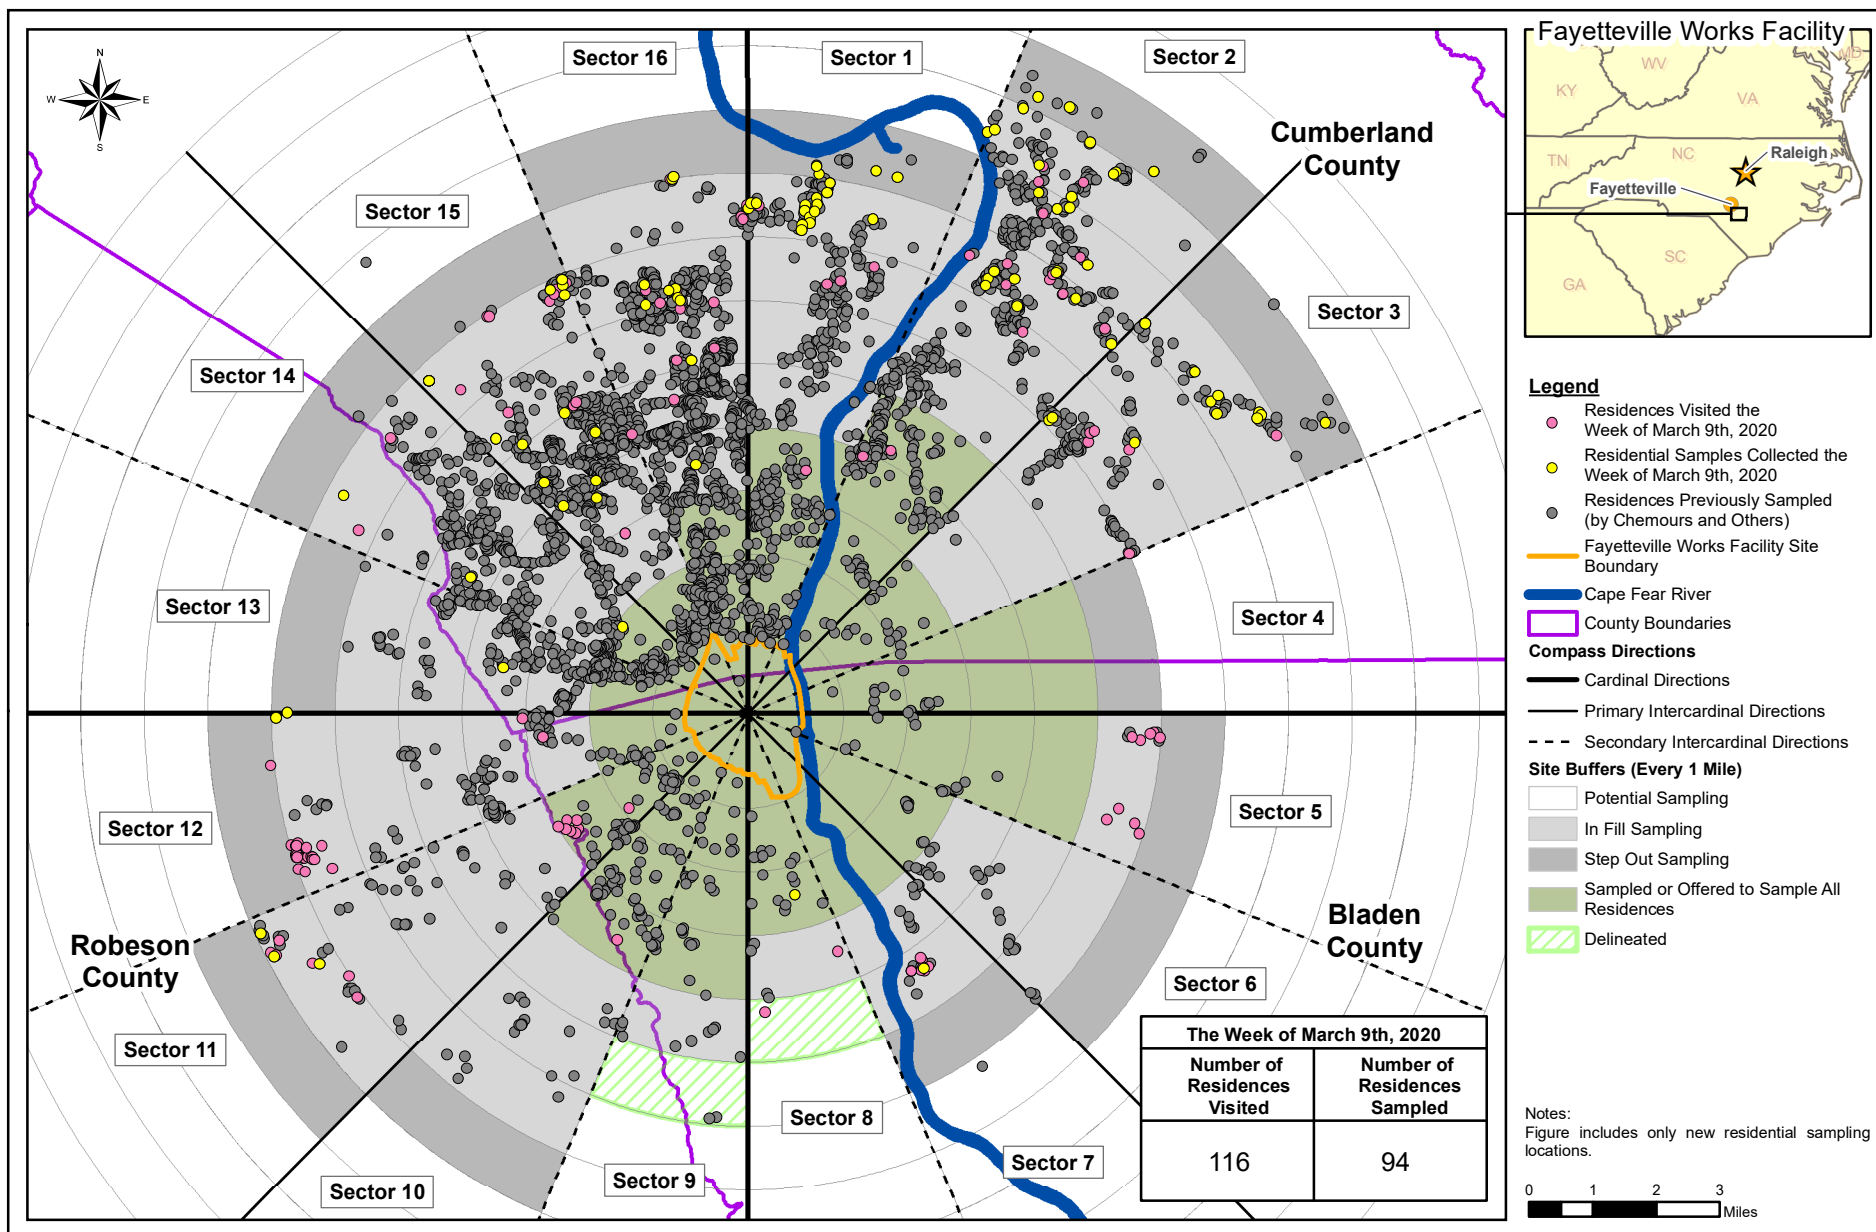 N
W
E
S
Sector 16
Sector 1
Sector 2
Cumberland
County
Sector 15
Sector 3
Sector 14
Sector 13
Sector 4
Sector 12
Sector 5
Robeson
County
Bladen
County
Sector 11
Sector 6
Sector 10
Sector 9
Sector 8
Sector 7
The Week of March 9th, 2020
Number of
Residences
Visited
Number of
Residences
Sampled
116
94
Fayetteville Works Facility
MD
WV
KY
VA
TN
NC
Raleigh
Fayetteville
SC
GA
Legend
Residences Visited the
Week of March 9th, 2020
Residential Samples Collected the
Week of March 9th, 2020
Residences Previously Sampled
(by Chemours and Others)
Fayetteville Works Facility Site
Boundary
Cape Fear River
County Boundaries
Compass Directions
Cardinal Directions
Primary Intercardinal Directions
Secondary Intercardinal Directions
Site Buffers (Every 1 Mile)
Potential Sampling
In Fill Sampling
Step Out Sampling
Sampled or Offered to Sample All
Residences
Delineated
Notes:
Figure includes only new residential sampling
locations.
0 1 2 3
Miles